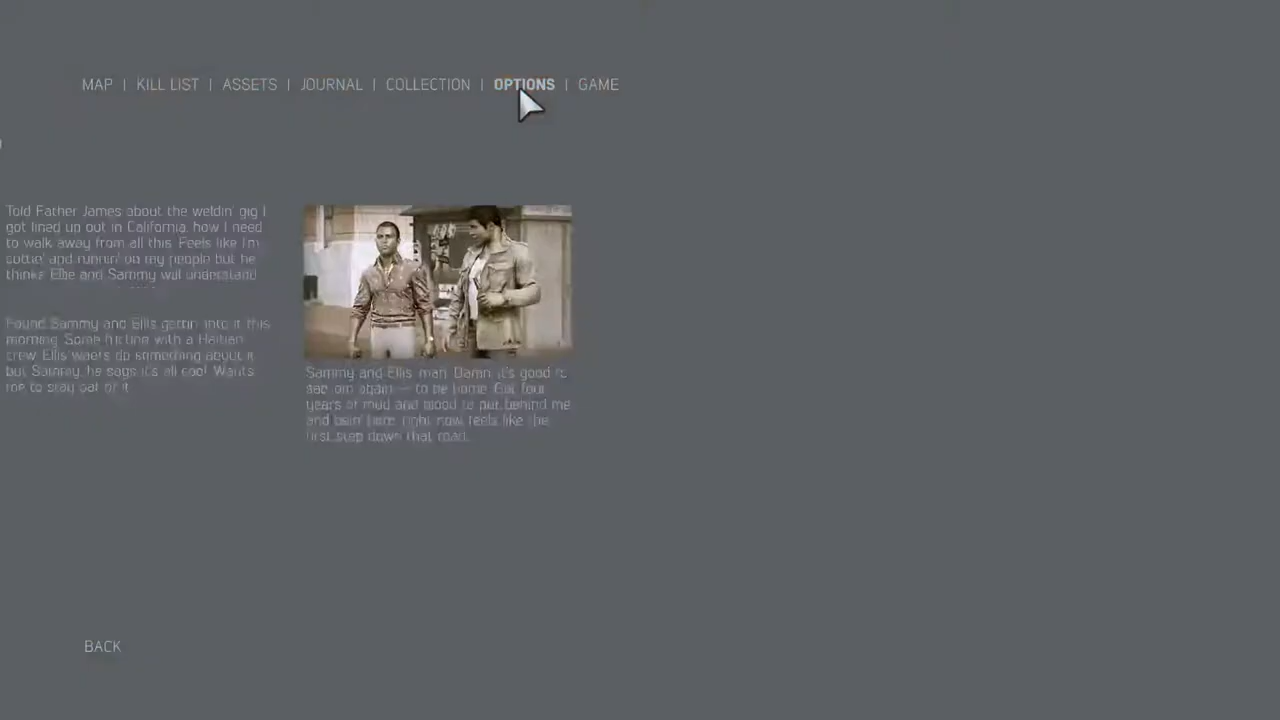 MAP | KILL LIST | ASSETS | JOURNAL | COLLECTION | OPTIONS | GAME
Told Father James about the weldin' gig I
got lined up out in California, how I need
to walk away from all this. Feels like I'm
and runnin' on my people but he
thinks Ellis and Sammy will understand
Found Sammy and Ellis gettin' into it this
morning. Some friction with a Haitian
crew. Ellis wants do something about it
but Sammy, he says it's all cool. Wants
me to stay out of it.
Sammy and Ellis, man. Damn, it's good to
see 'em again — to be home. Got four
years of mud and blood to put behind me
and bein' here, right now, feels like the
first step down that road.
BACK